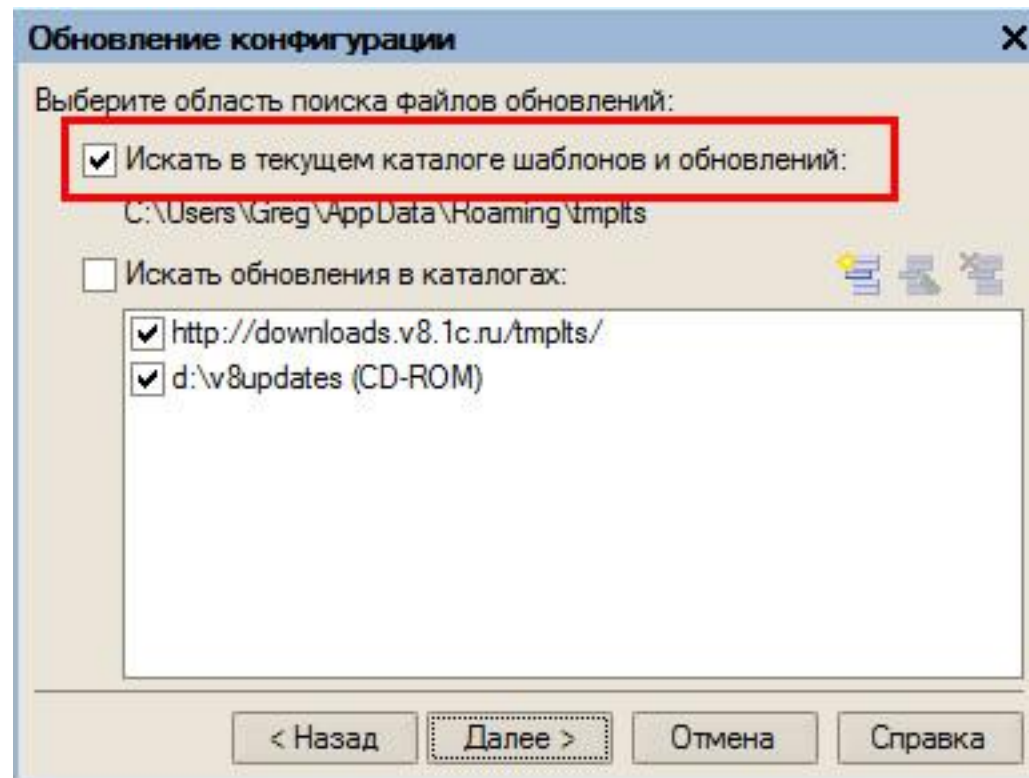 Обновление конфигурации
Выберите область поиска файлов обновлений:
Искать в текущем каталоге шаблонов и обновлений:
C:\Users\Greg\AppData\Roaming\tmplts
Искать обновления в каталогах:
http://downloads.v8.1c.ru/tmplts/
d:\v8updates (CD-ROM)
< Назад Далее > Отмена Справка